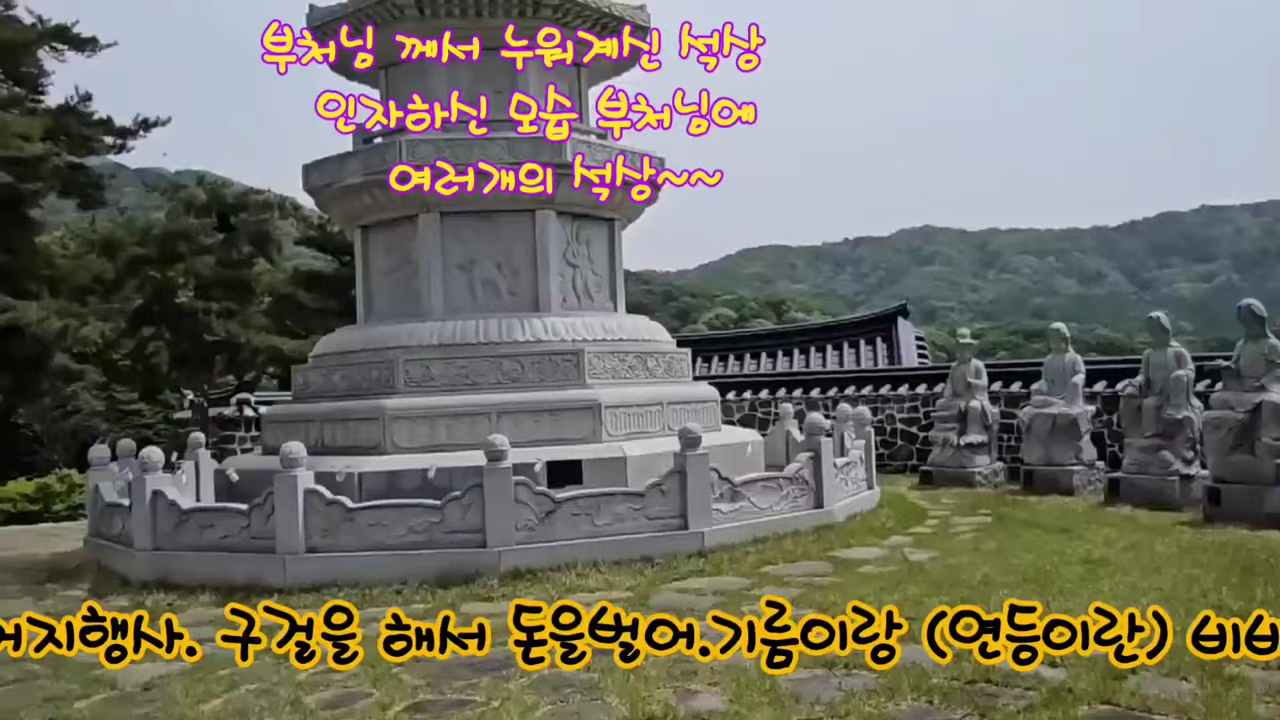 부처님 께서 누워계신 석상
인자하신 모습 부처님에
여러개의 석상~~
거지행사. 구걸을 해서 돈을벌어.기름이랑 (연등이란) 비